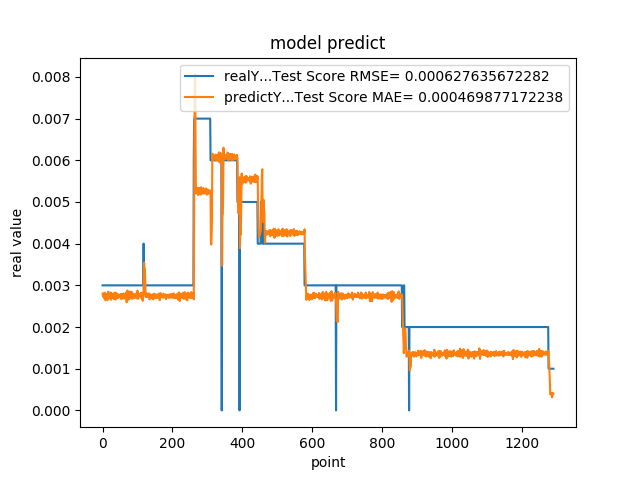 model predict
realY...Test Score RMSE= 0.000627635672282
predictY...Test Score MAE= 0.000469877172238
0.008
0.007
0.006
0.005
0.004
0.003
0.002
0.001
0.000
real value
0 200 400 600 800 1000 1200
point